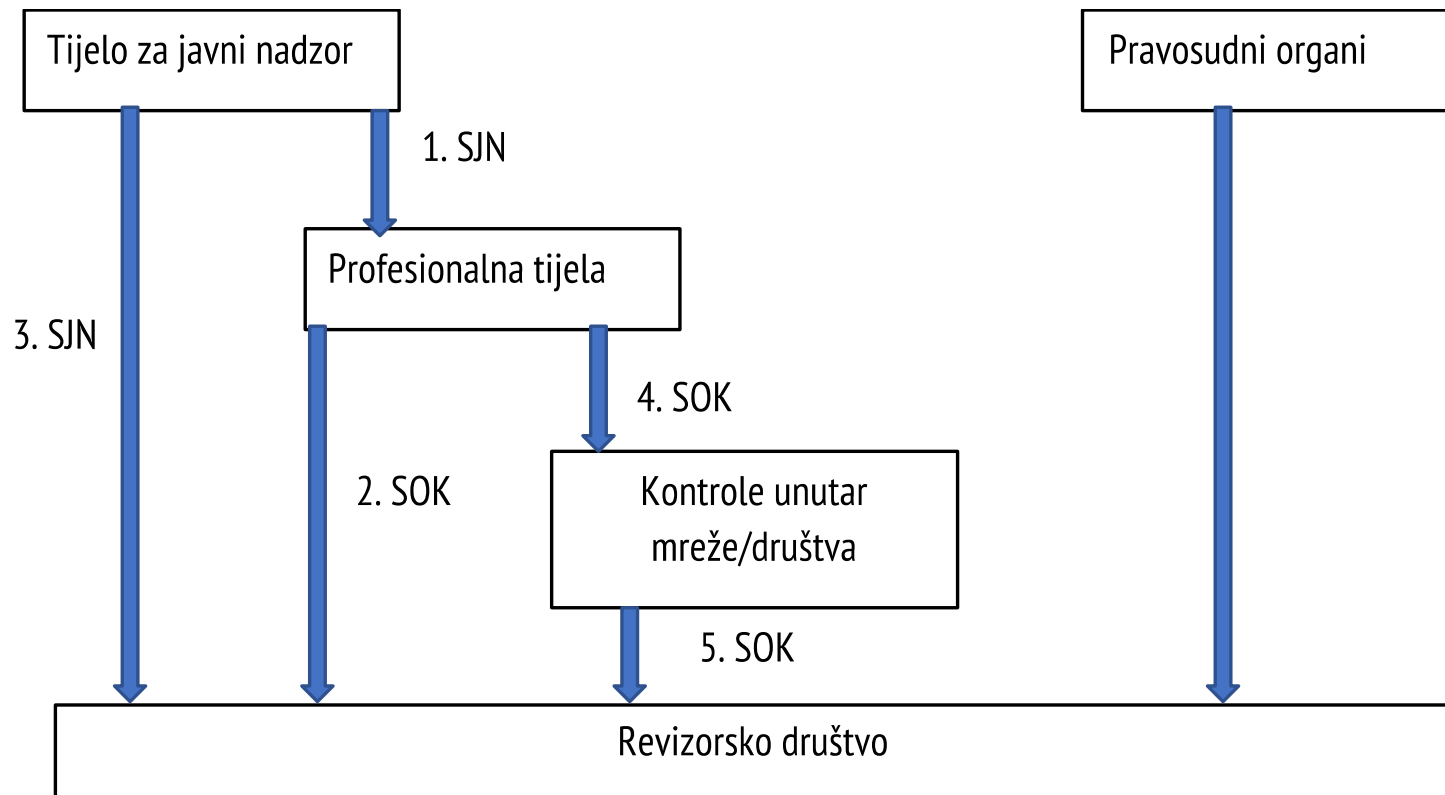 Tijelo za javni nadzor
Pravosudni organi
1. SJN
Profesionalna tijela
3. SJN
4. SOK
2. SOK
Kontrole unutar
mreže/društva
5. SOK
Revizorsko društvo